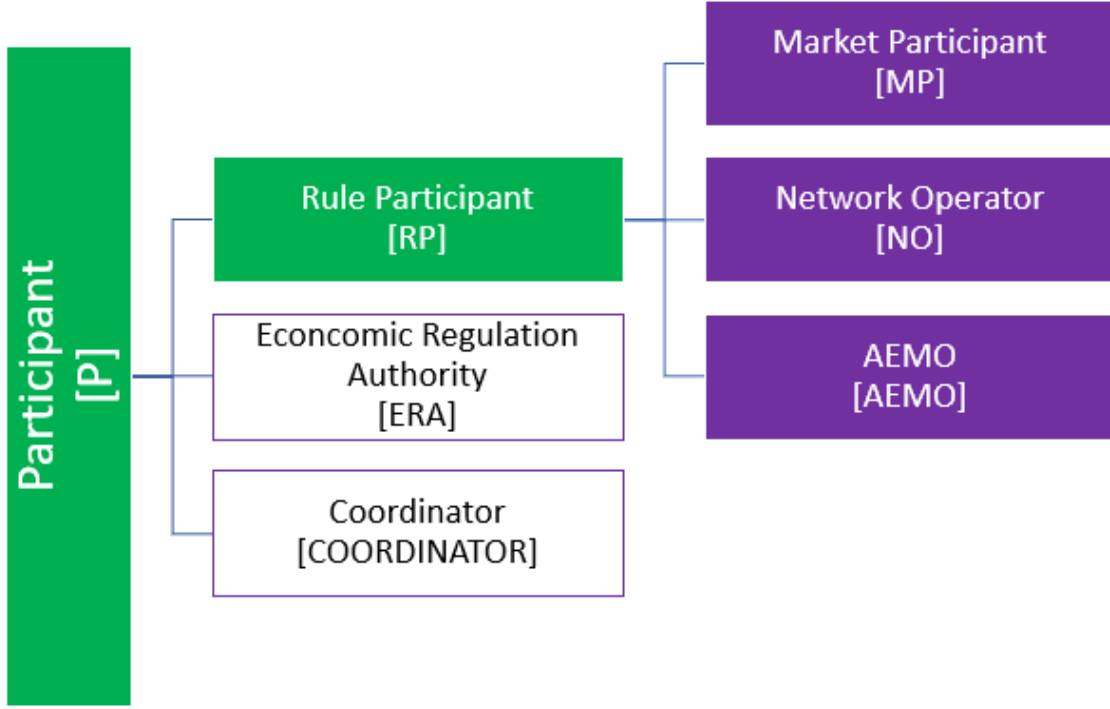 Participant
[P]
Rule Participant
[RP]
Econcomic Regulation
Authority
[ERA]
Coordinator
[COORDINATOR]
Market Participant
[MP]
Network Operator
[NO]
AEMO
[AEMO]